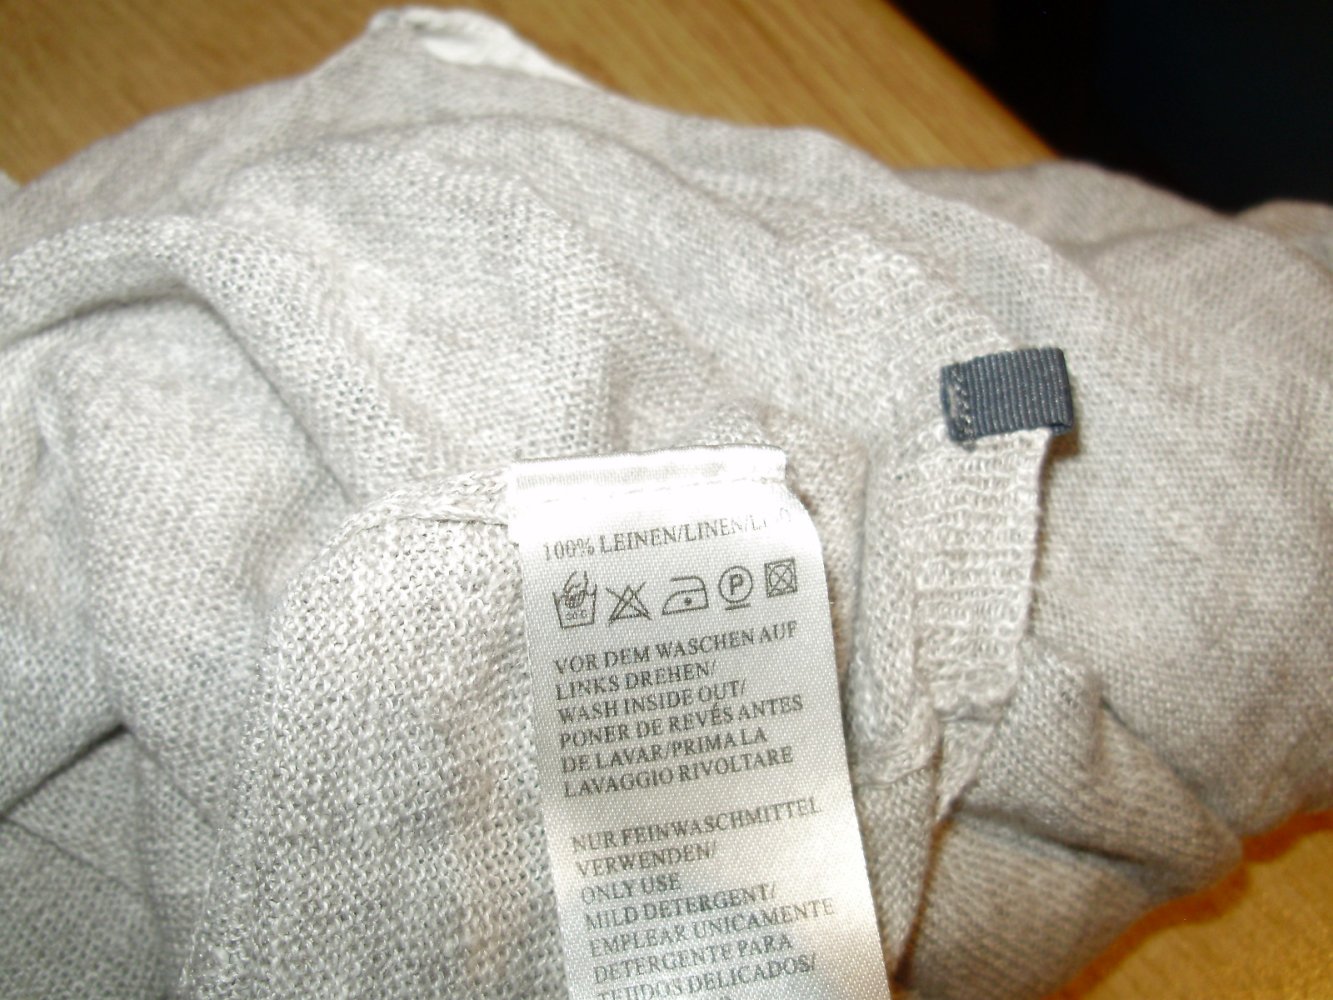 100% LEINEN/LINEN/
P
VOR DEM WASCHEN AUF
LINKS DREHEN/
WASH INSIDE OUT/
PONER DE REVÉS ANTES
DE LAVAR/PRIMA LA
LAVAGGIO RIVOLTARE
NUR FEINWASCHMITTEL
VERWENDEN/
ONLY USE
MILD DETERGENT/
EMPLEAR UNICAMENTE
DETERGENTE PARA
TEJIDOS DELICADOS/